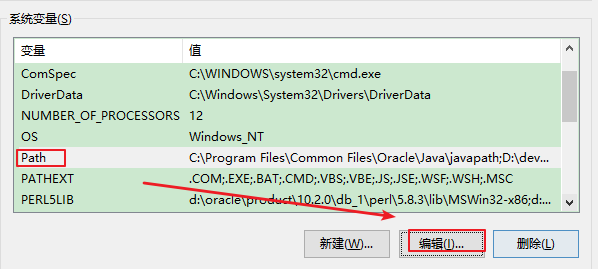 系统变量(S)
变量 值
ComSpec C:\WINDOWS\system32\cmd.exe
DriverData C:\Windows\System32\Drivers\DriverData
NUMBER_OF_PROCESSORS 12
OS Windows_NT
Path C:\Program Files\Common Files\Oracle\Java\javapath;D:\dev...
PATHEXT .COM;.EXE;.BAT;.CMD;.VBS;.VBE;.JS;.JSE;.WSF;.WSH;.MSC
PERL5LIB d:\oracle\product\10.2.0\db_1\perl\5.8.3\lib\MSWin32-x86;d:...
新建(W)... 编辑(I)... 删除(L)